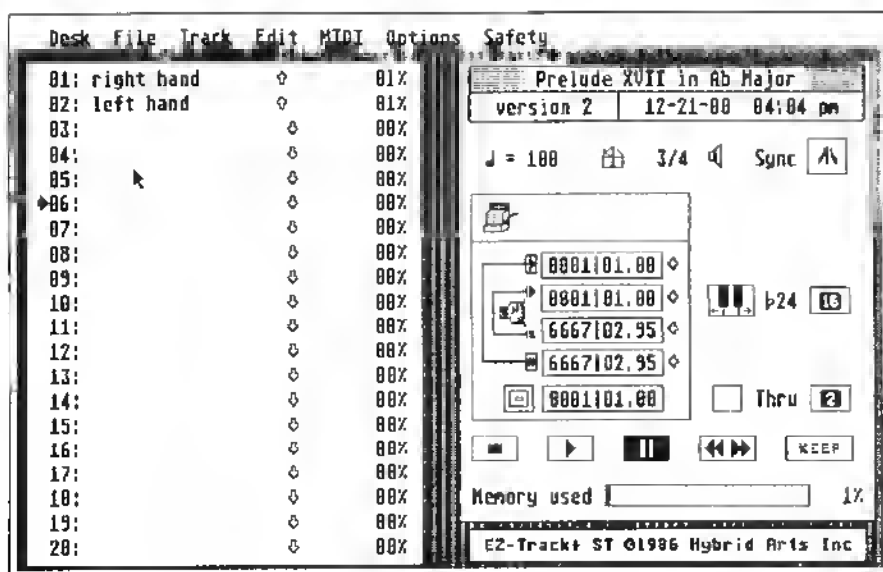 Desk File Track Edit MIDI Options Safety
01: right hand 01%
02: left hand 01%
03: 00%
04: 00%
05: 00%
06: 00%
07: 00%
08: 00%
09: 00%
10: 00%
11: 00%
12: 00%
13: 00%
14: 00%
15: 00%
16: 00%
17: 00%
18: 00%
19: 00%
20: 00%
Prelude XVII in Ab Major
version 2 12-21-88 04:04 pm
♩ = 100 3/4 Sync
0001|01.00
0001|01.00
6667|02.95
6667|02.95
0001|01.00
♭24 16
Thru 2
KEEP
Memory used 1%
EZ-Track+ ST ©1986 Hybrid Arts Inc